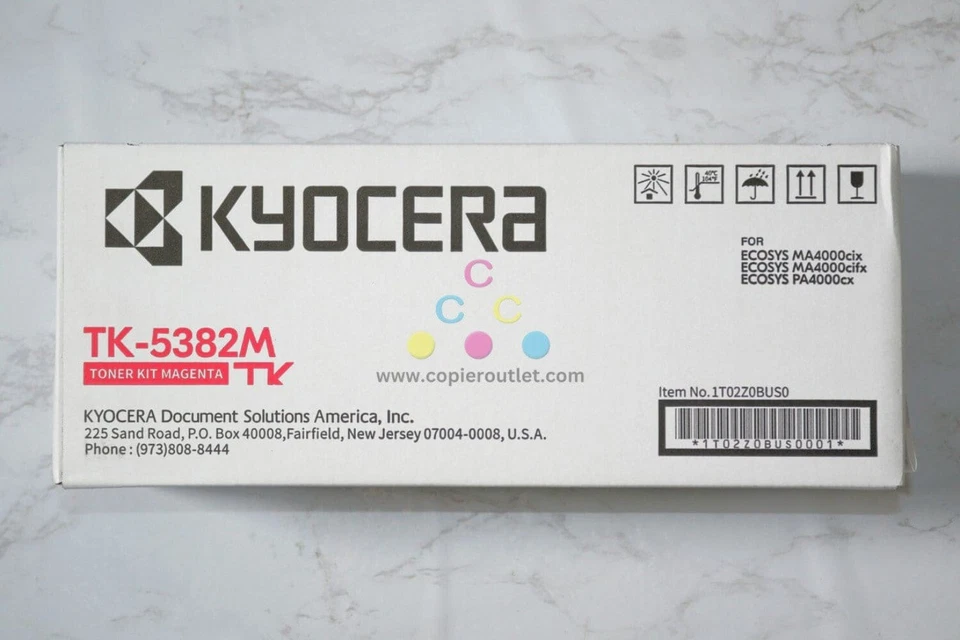 KYOCERA
40°C
104°F
FOR
ECOSYS MA4000cix
ECOSYS MA4000cifx
ECOSYS PA4000cx
C
C C
TK-5382M
TONER KIT MAGENTA TK
www.copieroutlet.com
KYOCERA Document Solutions America, Inc.
225 Sand Road, P.O. Box 40008,Fairfield, New Jersey 07004-0008, U.S.A.
Phone : (973)808-8444
Item No.1T02Z0BUS0
*1T02Z0BUS0001*